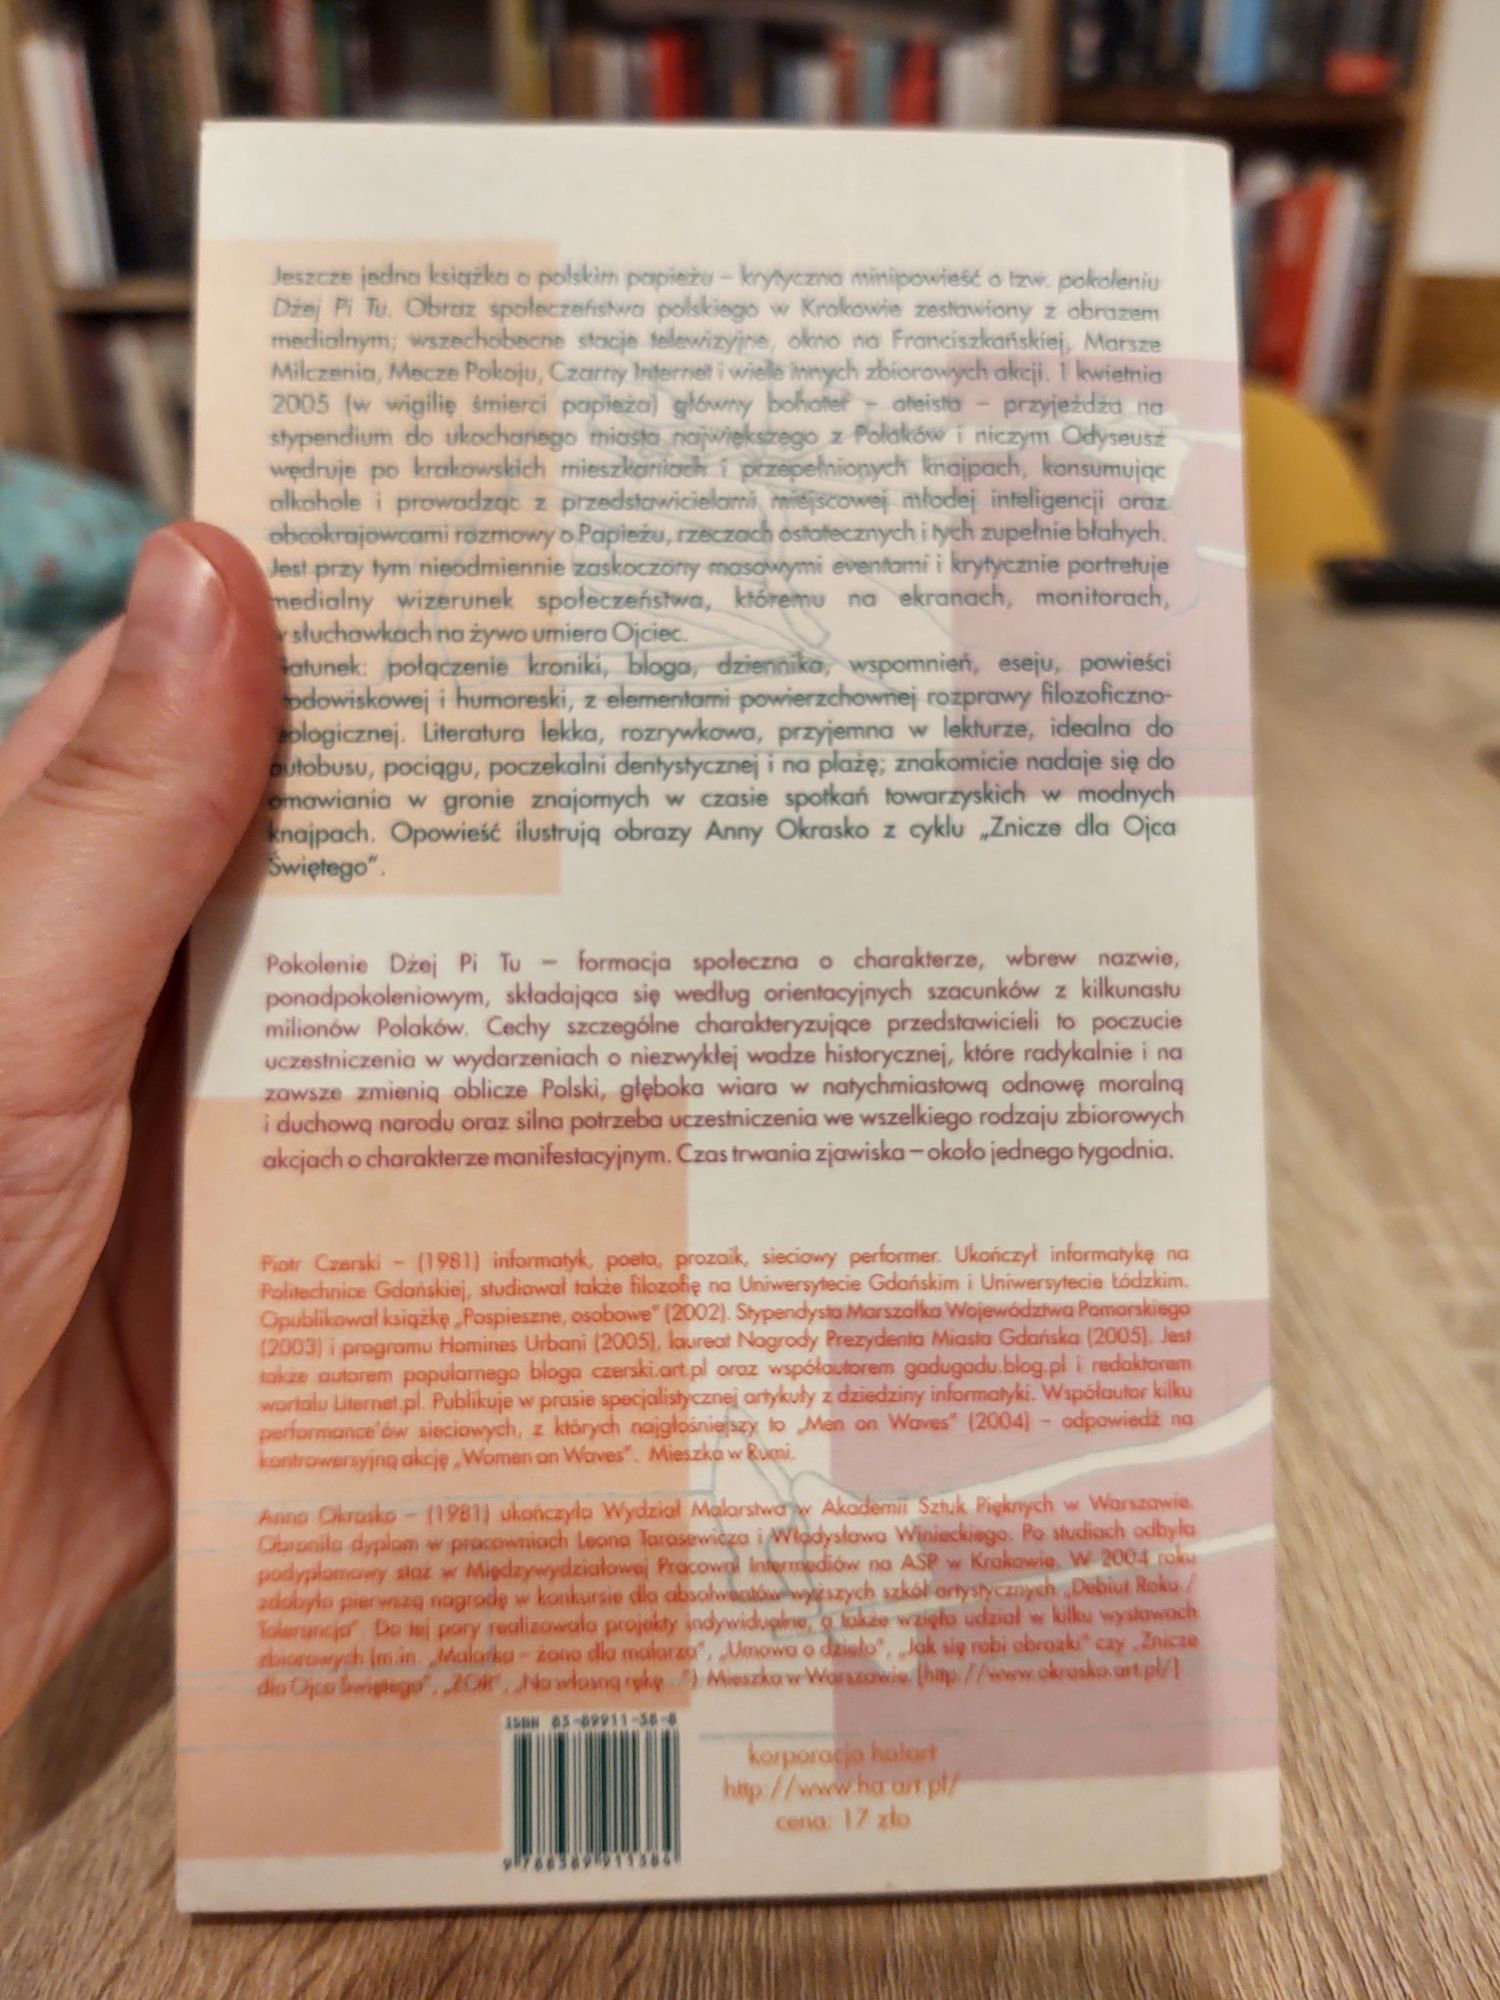 Jeszcze jedna książka o polskim papieżu – krytyczna minipowieść o tzw. pokoleniu
Dżej Pi Tu. Obraz społeczeństwa polskiego w Krakowie zestawiony z obrazem
medialnym; wszechobecne stacje telewizyjne, okno na Franciszkańskiej, Marsze
Milczenia, Mecze Pokoju, Czarny Internet i wiele innych zbiorowych akcji. 1 kwietnia
2005 (w wigilię śmierci papieża) główny bohater – ateista – przyjeżdża na
stypendium do ukochanego miasta największego z Polaków i niczym Odyseusz
wędruje po krakowskich mieszkaniach i przepełnionych knajpach, konsumując
alkohole i prowadząc z przedstawicielami miejscowej młodej inteligencji oraz
obcokrajowcami rozmowy o Papieżu, rzeczach ostatecznych i tych zupełnie błahych.
Jest przy tym nieodmiennie zaskoczony masowymi eventami i krytycznie portretuje
medialny wizerunek społeczeństwa, któremu na ekranach, monitorach,
w słuchawkach na żywo umiera Ojciec.
atunek: połączenie kroniki, bloga, dziennika, wspomnień, eseju, powieści
odowiskowej i humoreski, z elementami powierzchownej rozprawy filozoficzno-
ologicznej. Literatura lekka, rozrywkowa, przyjemna w lekturze, idealna do
autobusu, pociągu, poczekalni dentystycznej i na plażę; znakomicie nadaje się do
omawiania w gronie znajomych w czasie spotkań towarzyskich w modnych
knajpach. Opowieść ilustrują obrazy Anny Okrasko z cyklu „Znicze dla Ojca
Świętego”.
Pokolenie Dżej Pi Tu – formacja społeczna o charakterze, wbrew nazwie,
ponadpokoleniowym, składająca się według orientacyjnych szacunków z kilkunastu
milionów Polaków. Cechy szczególne charakteryzujące przedstawicieli to poczucie
uczestniczenia w wydarzeniach o niezwykłej wadze historycznej, które radykalnie i na
zawsze zmienią oblicze Polski, głęboka wiara w natychmiastową odnowę moralną
i duchową narodu oraz silna potrzeba uczestniczenia we wszelkiego rodzaju zbiorowych
akcjach o charakterze manifestacyjnym. Czas trwania zjawiska – około jednego tygodnia.
Piotr Czerski – (1981) informatyk, poeta, prozaik, sieciowy performer. Ukończył informatykę na
Politechnice Gdańskiej, studiował także filozofię na Uniwersytecie Gdańskim i Uniwersytecie Łódzkim.
Opublikował książkę „Pospieszne, osobowe” (2002). Stypendysta Marszałka Województwa Pomorskiego
(2003) i programu Homines Urbani (2005), laureat Nagrody Prezydenta Miasta Gdańska (2005). Jest
także autorem popularnego bloga czerski.art.pl oraz współautorem gadugadu.blog.pl i redaktorem
wortalu Liternet.pl. Publikuje w prasie specjalistycznej artykuły z dziedziny informatyki. Współautor kilku
performance'ów sieciowych, z których najgłośniejszy to „Men on Waves” (2004) – odpowiedź na
kontrowersyjną akcję „Women on Waves”. Mieszka w Rumi.
Anna Okrasko – (1981) ukończyła Wydział Malarstwa w Akademii Sztuk Pięknych w Warszawie.
Obroniła dyplom w pracowniach Leona Tarasewicza i Władysława Winieckiego. Po studiach odbyła
podyplomowy staż w Międzywydziałowej Pracowni Intermediów na ASP w Krakowie. W 2004 roku
zdobyła pierwszą nagrodę w konkursie dla absolwentów wyższych szkół artystycznych „Debiut Roku /
Tolerancja”. Do tej pory realizowała projekty indywidualne, a także wzięła udział w kilku wystawach
zbiorowych (m.in. „Malarka – żona dla malarza”, „Umowa o dzieło”, „Jak się robi obrazki” czy „Znicze
dla Ojca Świętego”, „ZOR”, „Na własną rękę...”). Mieszka w Warszawie. [http://www.okrasko.art.pl/]
ISBN 83-89911-38-8
9 788389 911384
korporacja ha!art
http://www.ha.art.pl/
cena: 17 zło